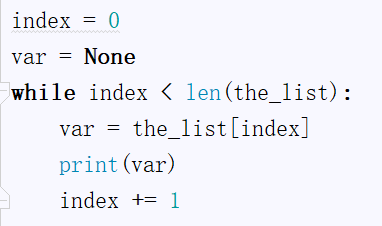 index = 0
var = None
while index < len(the_list):
    var = the_list[index]
    print(var)
    index += 1